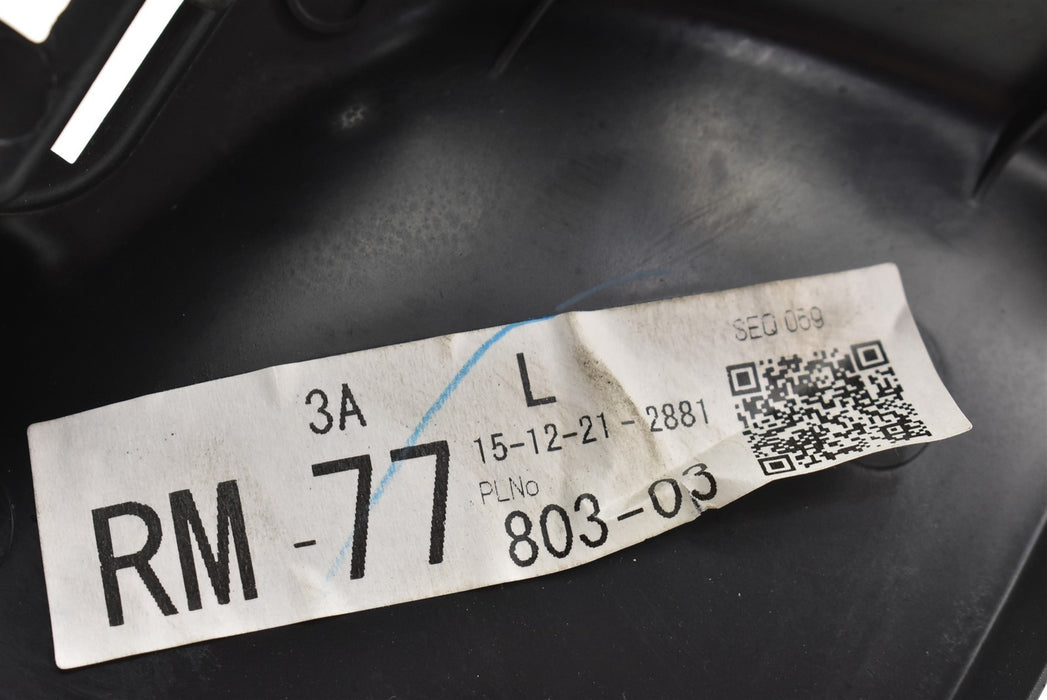 SEQ 059
3A L
15-12-21-2881
RM-77
PLNo
803-03